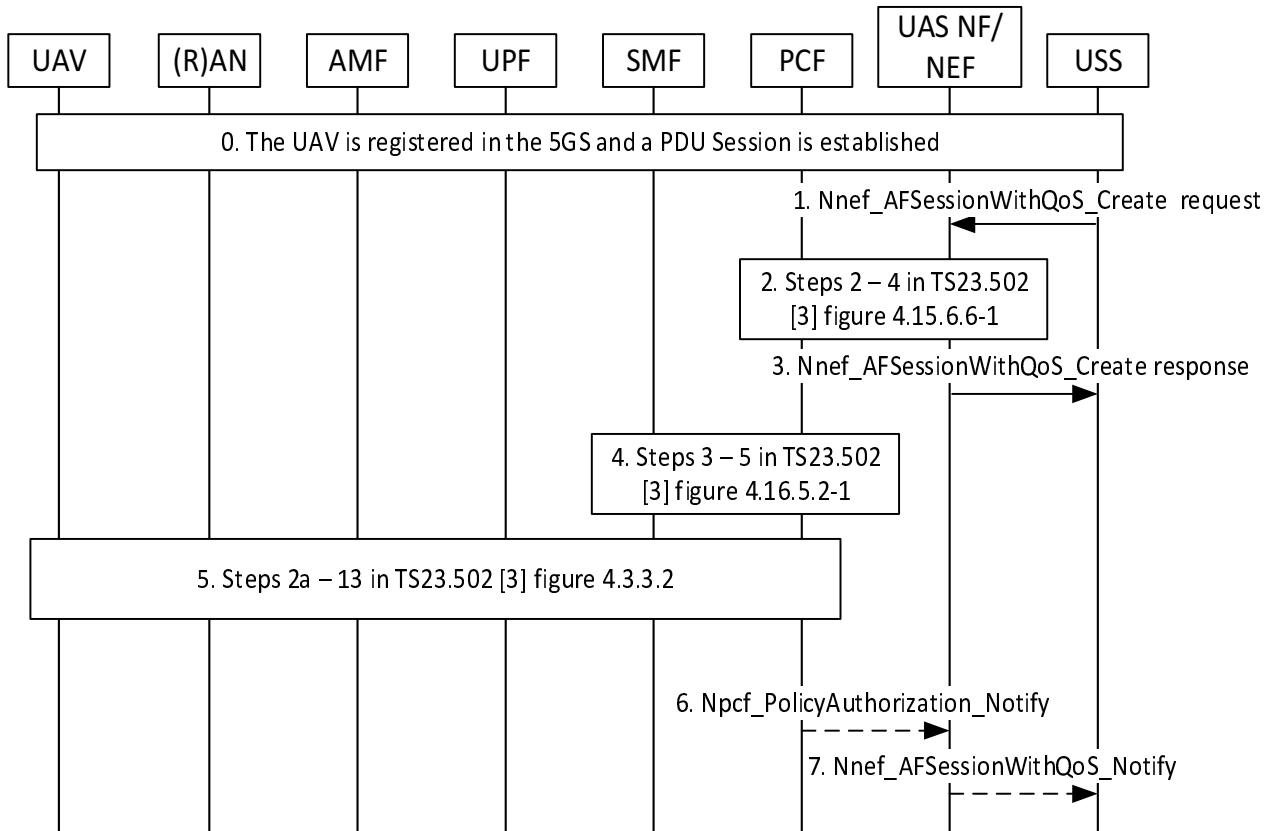 UAV
(R)AN
AMF
UPF
SMF
PCF
UAS NF/
NEF
USS
0. The UAV is registered in the 5GS and a PDU Session is established
1. Nnef_AFSessionWithQoS_Create request
2. Steps 2 – 4 in TS23.502
[3] figure 4.15.6.6-1
3. Nnef_AFSessionWithQoS_Create response
4. Steps 3 – 5 in TS23.502
[3] figure 4.16.5.2-1
5. Steps 2a – 13 in TS23.502 [3] figure 4.3.3.2
6. Npcf_PolicyAuthorization_Notify
7. Nnef_AFSessionWithQoS_Notify